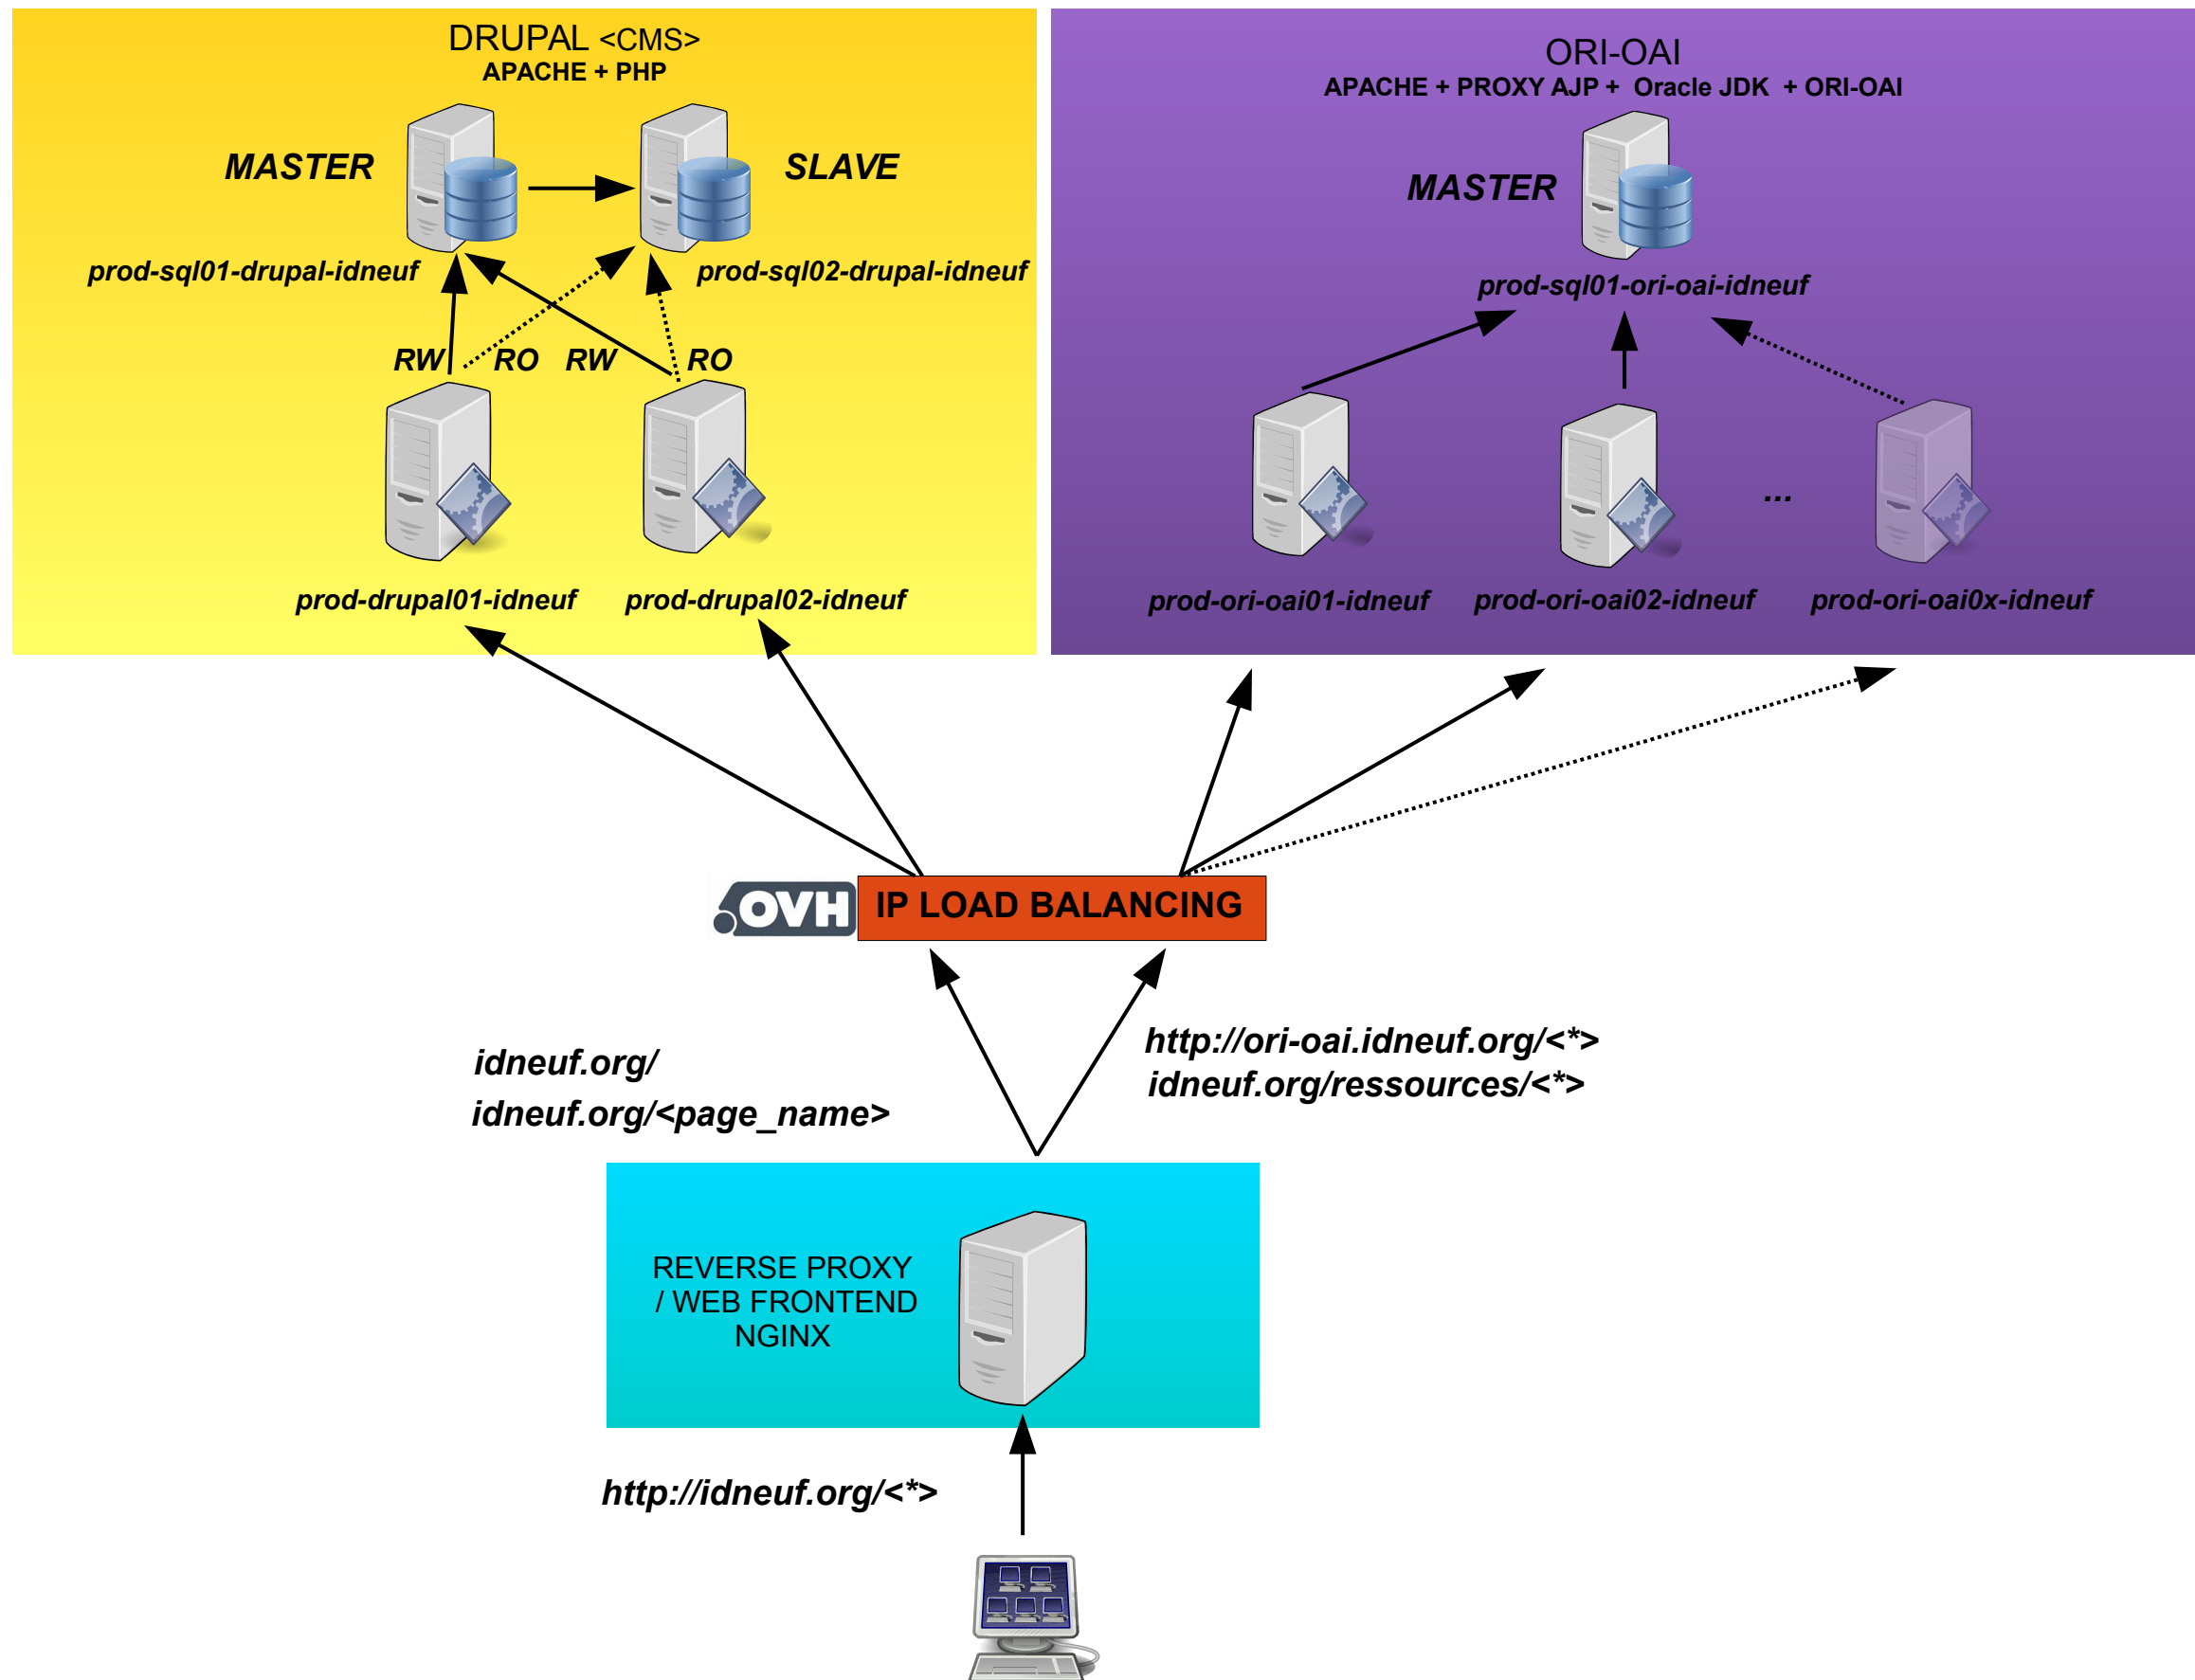 DRUPAL <CMS>
APACHE + PHP
MASTER
SLAVE
prod-sql01-drupal-idneuf
prod-sql02-drupal-idneuf
RW
RO
RW
RO
prod-drupal01-idneuf
prod-drupal02-idneuf
ORI-OAI
APACHE + PROXY AJP + Oracle JDK + ORI-OAI
MASTER
prod-sql01-ori-oai-idneuf
...
prod-ori-oai01-idneuf
prod-ori-oai02-idneuf
prod-ori-oai0x-idneuf
OVH
IP LOAD BALANCING
idneuf.org/
idneuf.org/<page_name>
http://ori-oai.idneuf.org/<*>
idneuf.org/ressources/<*>
REVERSE PROXY
/ WEB FRONTEND
NGINX
http://idneuf.org/<*>